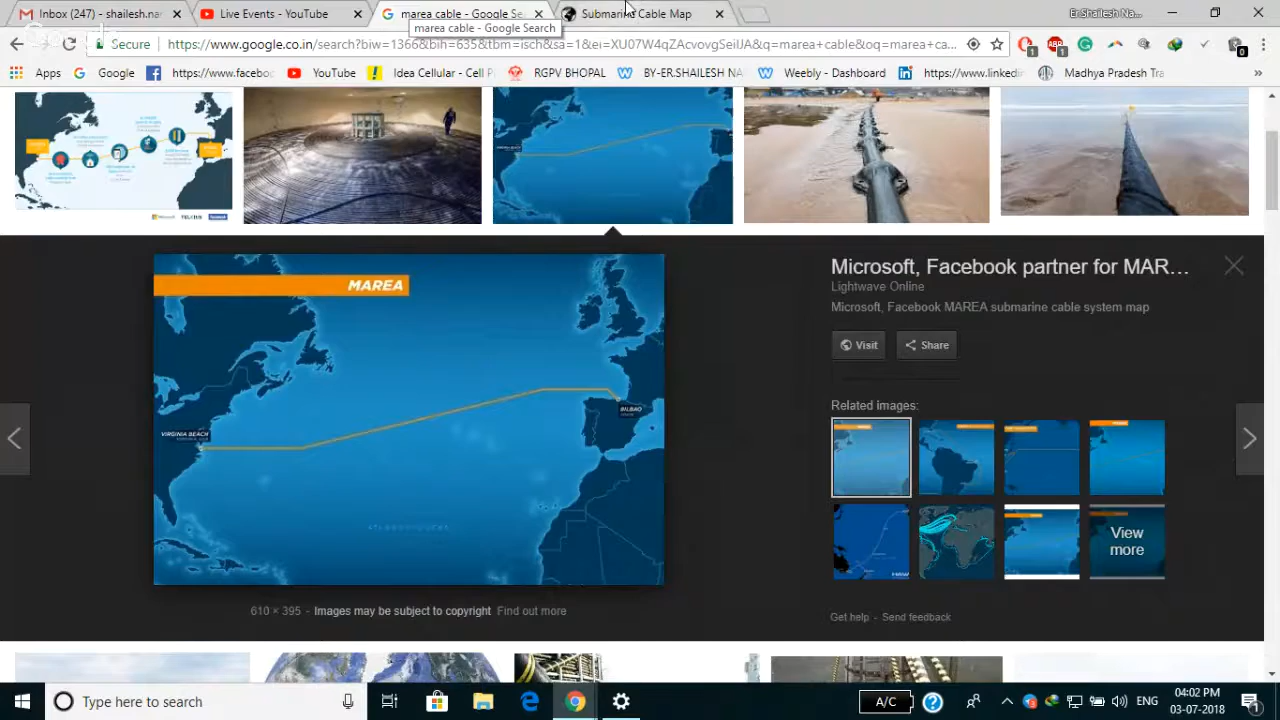 Inbox (247) - shailesh.nar
Live Events - YouTube
marea cable - Google Se
Submarine Cable Map
Er.Shailesh Na...
marea cable - Google Search
Secure
https://www.google.co.in/search?biw=1366&bih=635&tbm=isch&sa=1&ei=XU07W4qZAcvovgSeiIJA&q=marea+cable&oq=marea+ca...
Apps
Google
https://www.faceboo
YouTube
Idea Cellular - Cell P
RGPV BHOPAL
BY-ER.SHAILESH NA
Weebly - Dashboard
https://www.linkedin
Madhya Pradesh Tra
»
MAREA
VIRGINIA BEACH
BILBAO
Microsoft, Facebook partner for MAR...
Lightwave Online
Microsoft, Facebook MAREA submarine cable system map
Visit
Share
Related images:
View
more
610 × 395 - Images may be subject to copyright Find out more
Get help - Send feedback
Type here to search
A/C
ENG
04:02 PM
03-07-2018